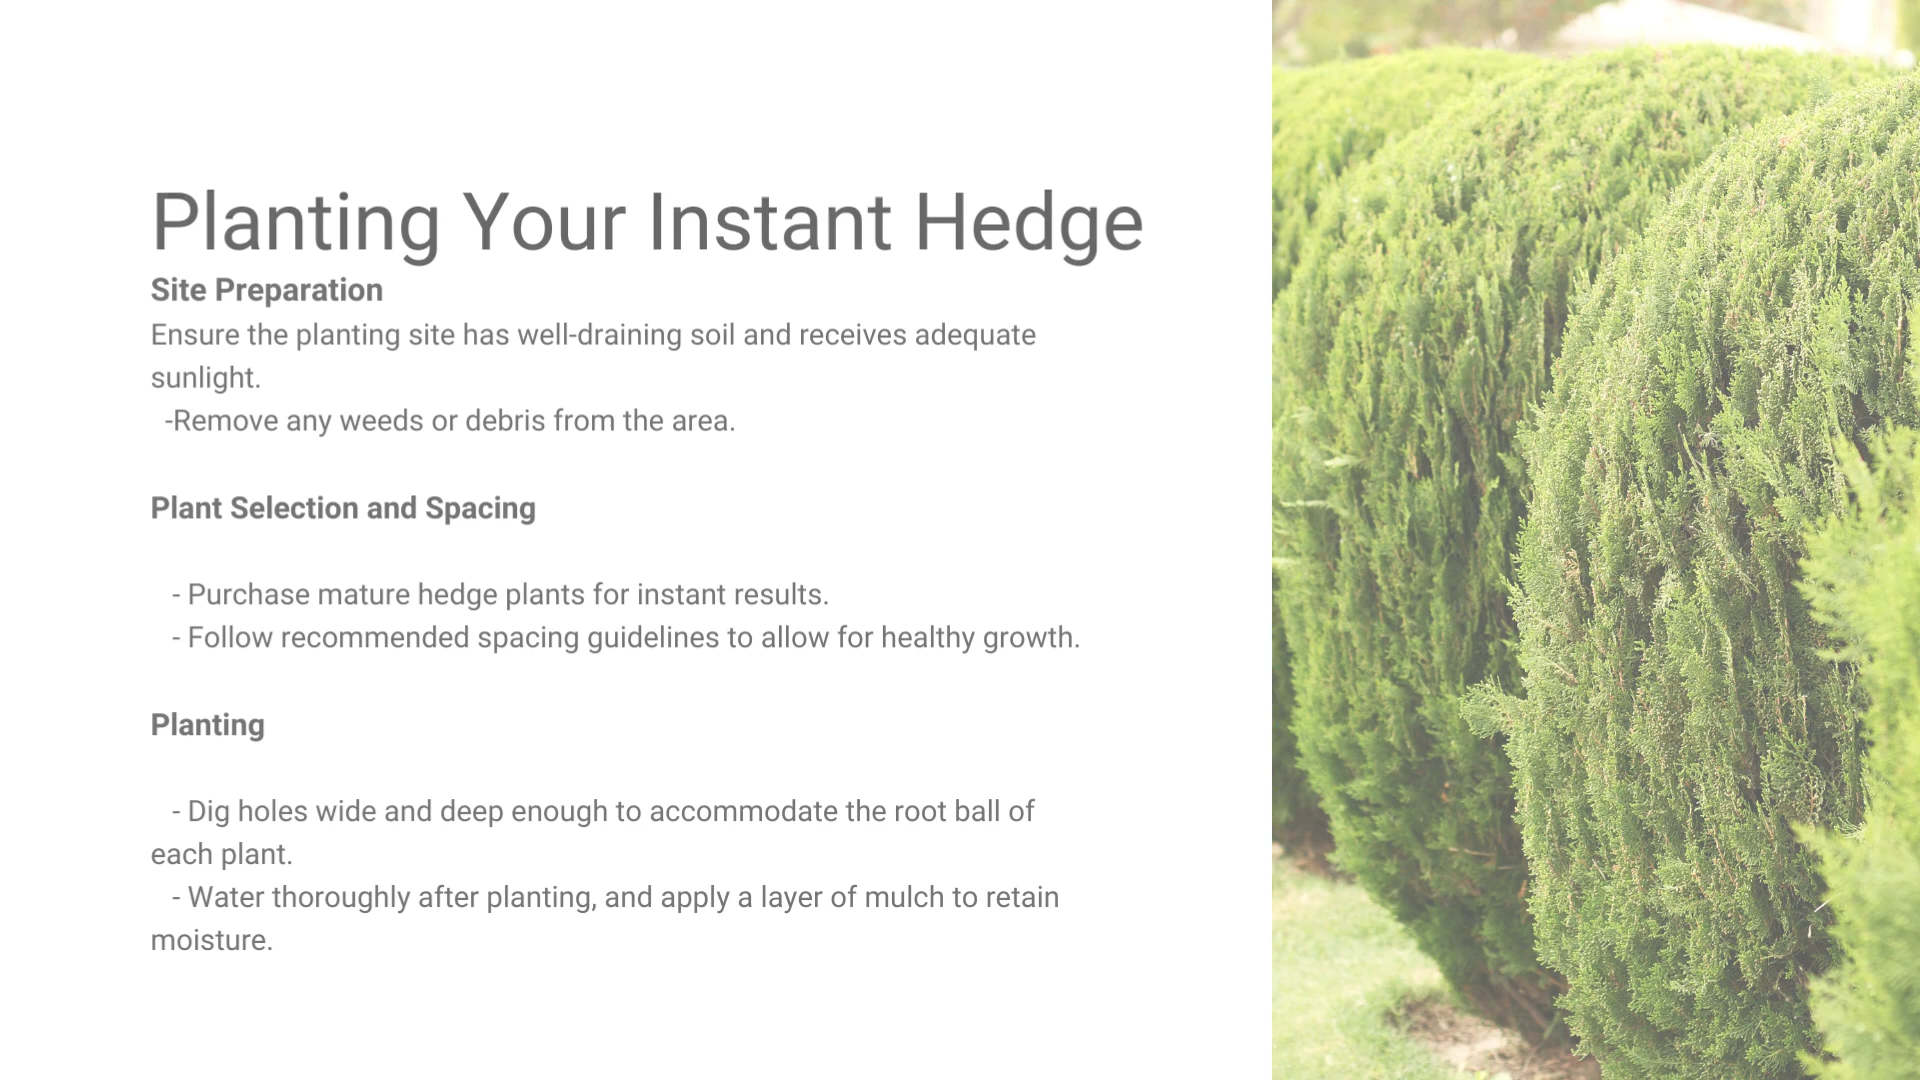 Planting Your Instant Hedge
Site Preparation
Ensure the planting site has well-draining soil and receives adequate
sunlight.
-Remove any weeds or debris from the area.
Plant Selection and Spacing
- Purchase mature hedge plants for instant results.
- Follow recommended spacing guidelines to allow for healthy growth.
Planting
- Dig holes wide and deep enough to accommodate the root ball of
each plant.
- Water thoroughly after planting, and apply a layer of mulch to retain
moisture.